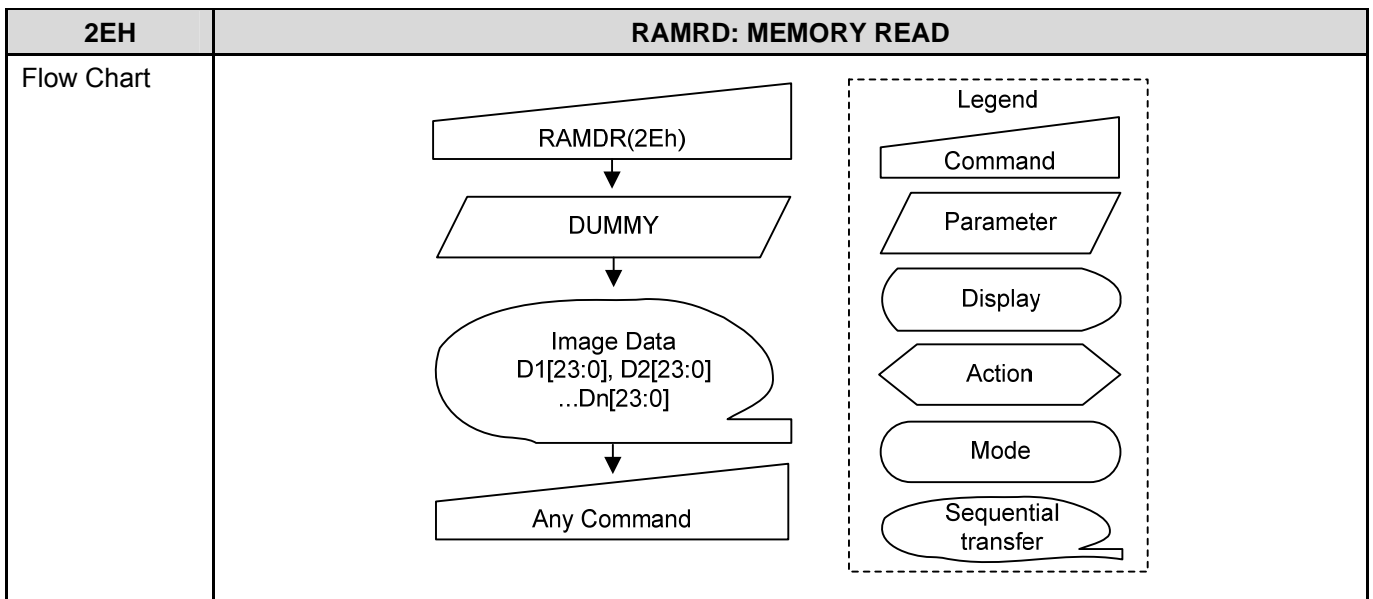 2EH
RAMRD: MEMORY READ
Flow Chart
RAMDR(2Eh)
DUMMY
Image Data
D1[23:0], D2[23:0]
...Dn[23:0]
Any Command
Legend
Command
Parameter
Display
Action
Mode
Sequential
transfer